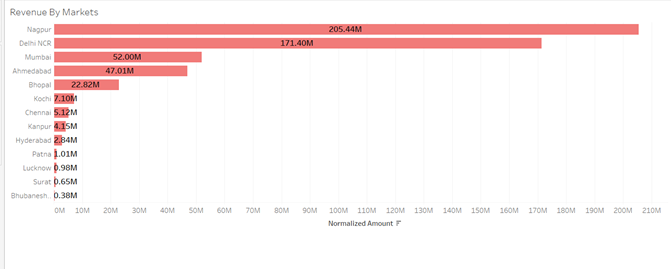 Revenue By Markets
Nagpur 205.44M
Delhi NCR 171.40M
Mumbai 52.00M
Ahmedabad 47.01M
Bhopal 22.82M
Kochi 7.10M
Chennai 5.12M
Kanpur 4.15M
Hyderabad 2.84M
Patna 1.01M
Lucknow 0.98M
Surat 0.65M
Bhubanesh.. 0.38M
0M 10M 20M 30M 40M 50M 60M 70M 80M 90M 100M 110M 120M 130M 140M 150M 160M 170M 180M 190M 200M 210M
Normalized Amount